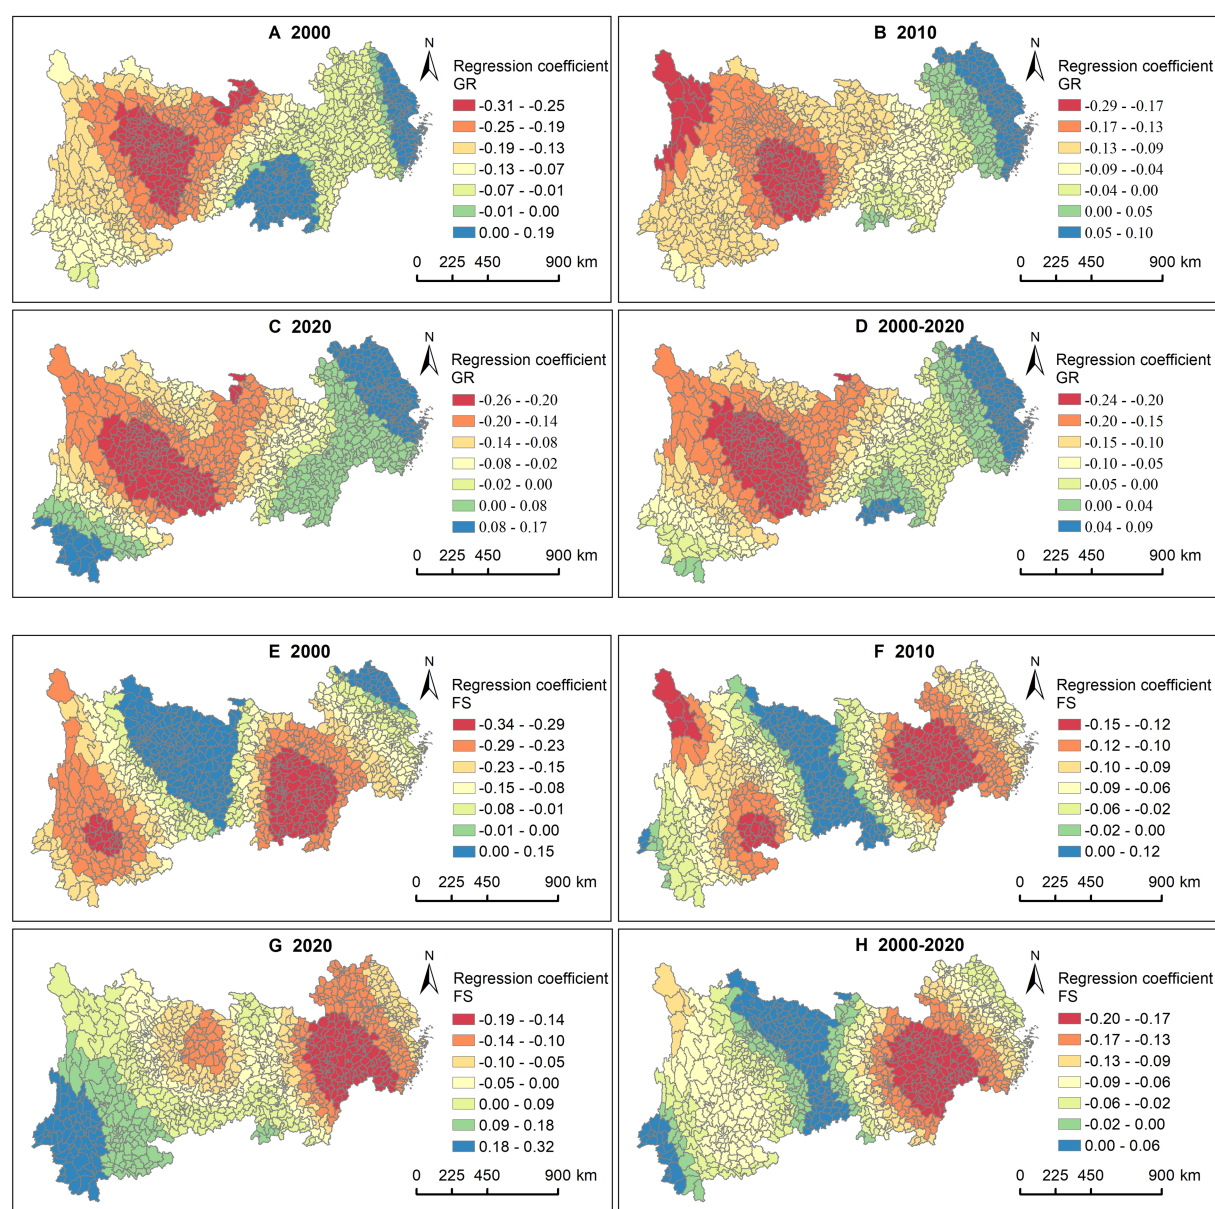 A 2000
N
Regression coefficient
GR
-0.31 - -0.25
-0.25 - -0.19
-0.19 - -0.13
-0.13 - -0.07
-0.07 - -0.01
-0.01 - 0.00
0.00 - 0.19
0 225 450 900 km
B 2010
N
Regression coefficient
GR
-0.29 - -0.17
-0.17 - -0.13
-0.13 - -0.09
-0.09 - -0.04
-0.04 - 0.00
0.00 - 0.05
0.05 - 0.10
0 225 450 900 km
C 2020
N
Regression coefficient
GR
-0.26 - -0.20
-0.20 - -0.14
-0.14 - -0.08
-0.08 - -0.02
-0.02 - 0.00
0.00 - 0.08
0.08 - 0.17
0 225 450 900 km
D 2000-2020
N
Regression coefficient
GR
-0.24 - -0.20
-0.20 - -0.15
-0.15 - -0.10
-0.10 - -0.05
-0.05 - 0.00
0.00 - 0.04
0.04 - 0.09
0 225 450 900 km
E 2000
N
Regression coefficient
FS
-0.34 - -0.29
-0.29 - -0.23
-0.23 - -0.15
-0.15 - -0.08
-0.08 - -0.01
-0.01 - 0.00
0.00 - 0.15
0 225 450 900 km
F 2010
N
Regression coefficient
FS
-0.15 - -0.12
-0.12 - -0.10
-0.10 - -0.09
-0.09 - -0.06
-0.06 - -0.02
-0.02 - 0.00
0.00 - 0.12
0 225 450 900 km
G 2020
N
Regression coefficient
FS
-0.19 - -0.14
-0.14 - -0.10
-0.10 - -0.05
-0.05 - 0.00
0.00 - 0.09
0.09 - 0.18
0.18 - 0.32
0 225 450 900 km
H 2000-2020
N
Regression coefficient
FS
-0.20 - -0.17
-0.17 - -0.13
-0.13 - -0.09
-0.09 - -0.06
-0.06 - -0.02
-0.02 - 0.00
0.00 - 0.06
0 225 450 900 km